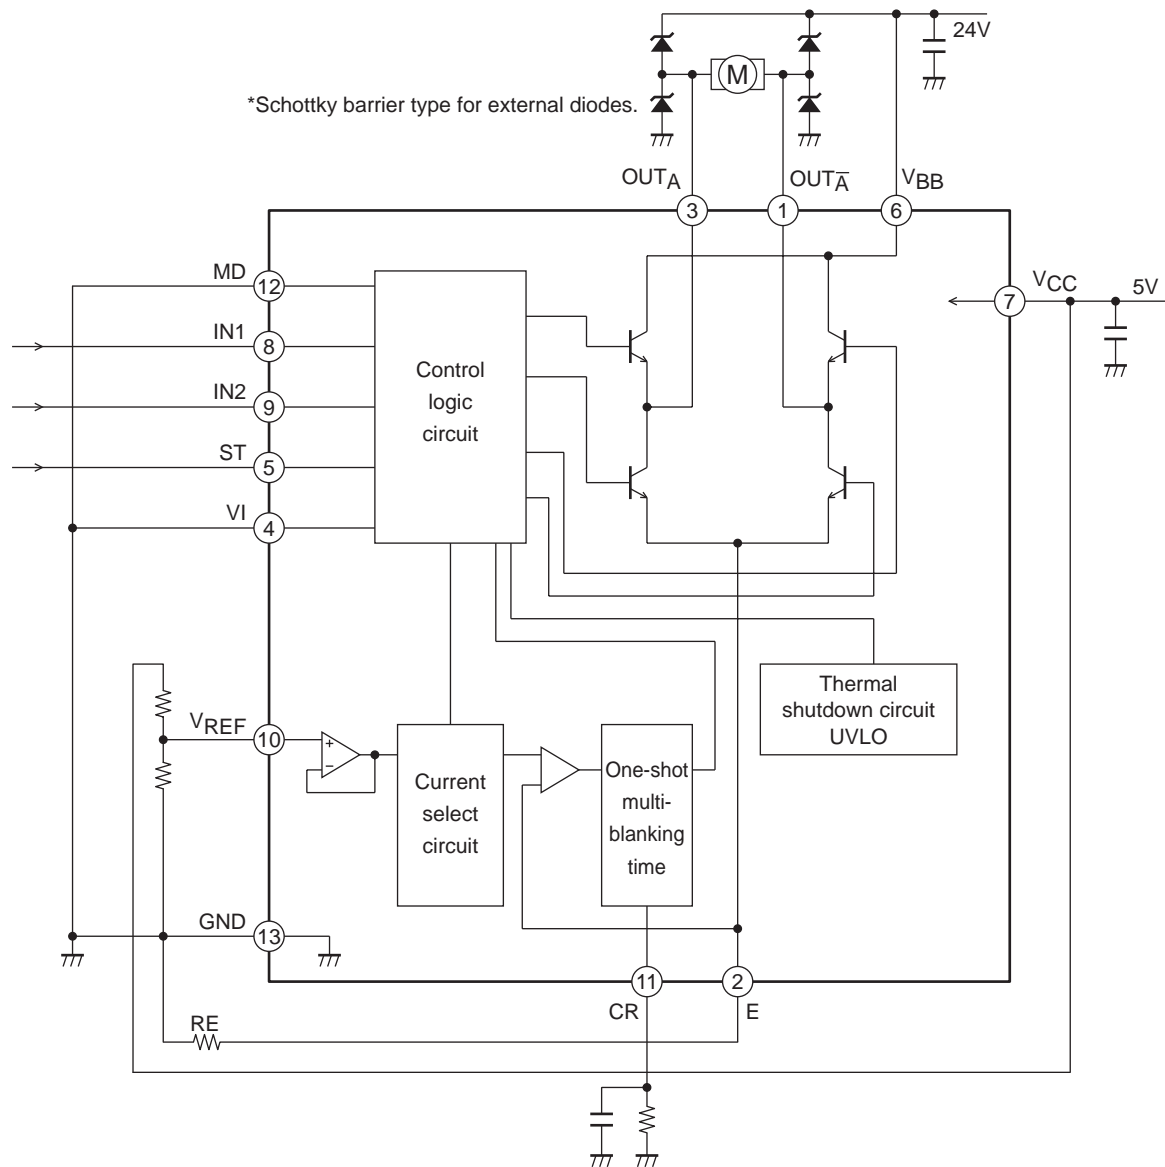 24V
M
*Schottky barrier type for external diodes.
OUTA
OUTA̅
VBB
3
1
6
MD
12
VCC
5V
7
IN1
8
IN2
9
ST
5
VI
4
Control
logic
circuit
Thermal
shutdown circuit
UVLO
VREF
10
+
−
Current
select
circuit
One-shot
multi-
blanking
time
GND
13
11
2
CR
E
RE